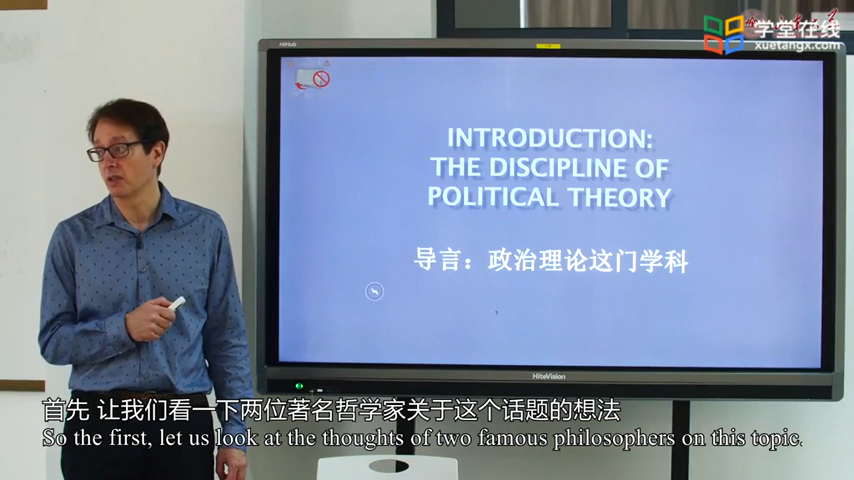 HiHub
学堂在线
xuetangx.com
INTRODUCTION:
THE DISCIPLINE OF
POLITICAL THEORY
导言：政治理论这门学科
HiteVision
首先 让我们看一下两位著名哲学家关于这个话题的想法
So the first, let us look at the thoughts of two famous philosophers on this topic.